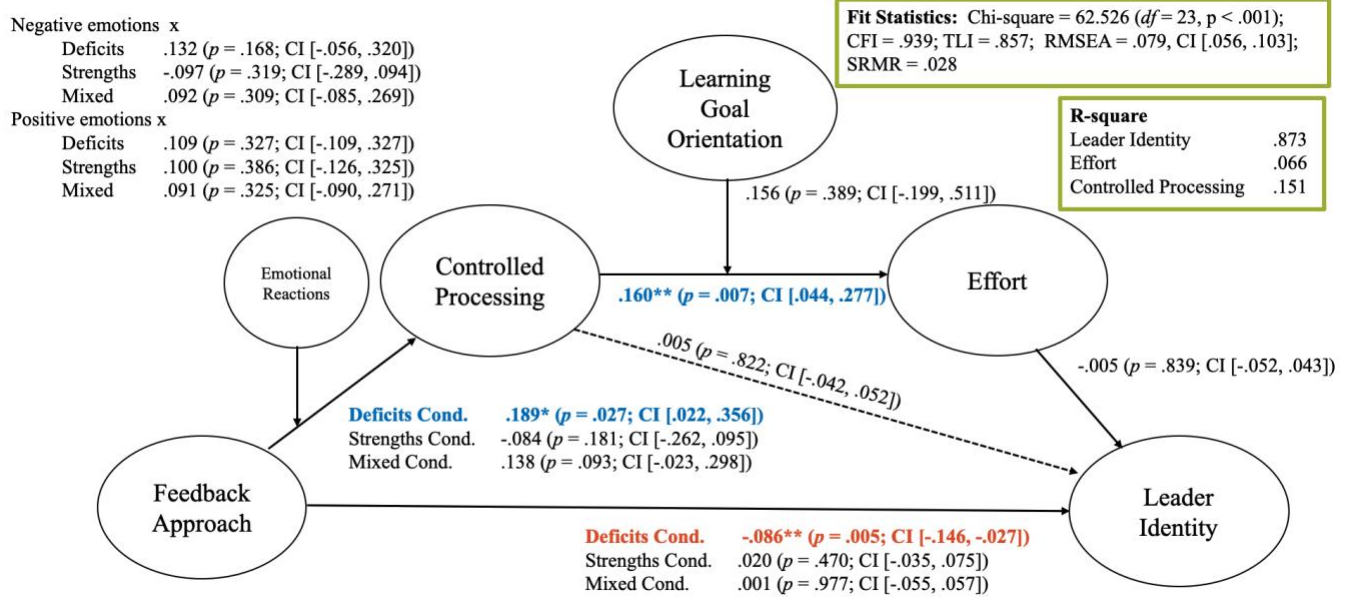 Negative emotions x
Deficits .132 (p = .168; CI [-.056, .320])
Strengths -.097 (p = .319; CI [-.289, .094])
Mixed .092 (p = .309; CI [-.085, .269])
Positive emotions x
Deficits .109 (p = .327; CI [-.109, .327])
Strengths .100 (p = .386; CI [-.126, .325])
Mixed .091 (p = .325; CI [-.090, .271])
Fit Statistics: Chi-square = 62.526 (df = 23, p < .001);
CFI = .939; TLI = .857; RMSEA = .079, CI [.056, .103];
SRMR = .028
R-square
Leader Identity .873
Effort .066
Controlled Processing .151
Learning
Goal
Orientation
.156 (p = .389; CI [-.199, .511])
Emotional
Reactions
Controlled
Processing
.160** (p = .007; CI [.044, .277])
Effort
.005 (p = .822; CI [-.042, .052])
-.005 (p = .839; CI [-.052, .043])
Deficits Cond. .189* (p = .027; CI [.022, .356])
Strengths Cond. -.084 (p = .181; CI [-.262, .095])
Mixed Cond. .138 (p = .093; CI [-.023, .298])
Feedback
Approach
Leader
Identity
Deficits Cond. -.086** (p = .005; CI [-.146, -.027])
Strengths Cond. .020 (p = .470; CI [-.035, .075])
Mixed Cond. .001 (p = .977; CI [-.055, .057])